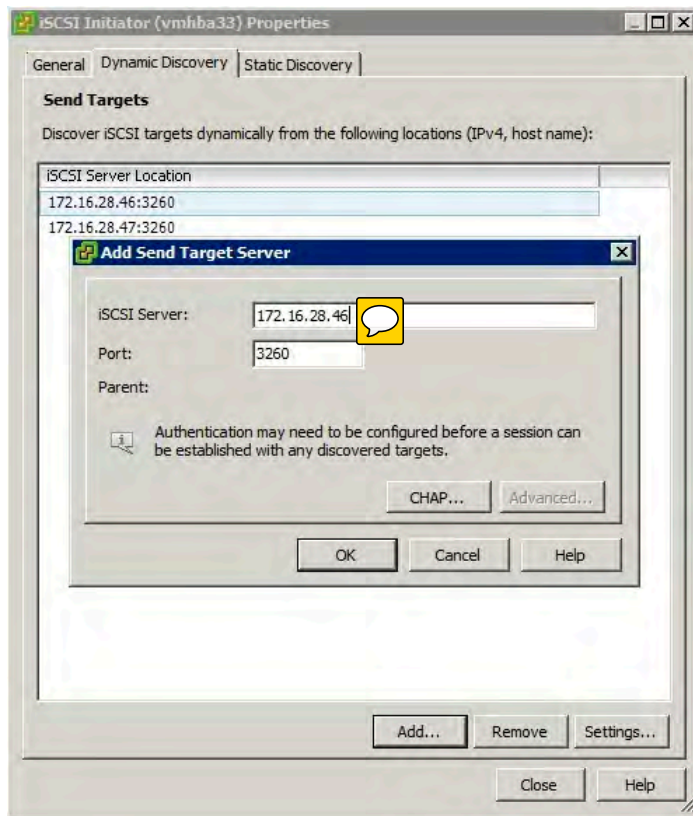 iSCSI Initiator (vmhba33) Properties
General Dynamic Discovery Static Discovery
Send Targets
Discover iSCSI targets dynamically from the following locations (IPv4, host name):
iSCSI Server Location
172.16.28.46:3260
172.16.28.47:3260
Add Send Target Server
iSCSI Server: 172.16.28.46
Port: 3260
Parent:
Authentication may need to be configured before a session can
be established with any discovered targets.
CHAP... Advanced...
OK Cancel Help
Add... Remove Settings...
Close Help